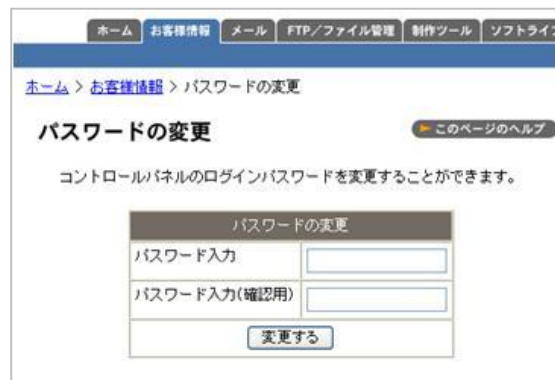 ホーム お客様情報 メール FTP/ファイル管理 制作ツール ソフトライ
ホーム > お客様情報 > パスワードの変更
パスワードの変更
このページのヘルプ
コントロールパネルのログインパスワードを変更することができます。
パスワードの変更
パスワード入力
パスワード入力(確認用)
変更する